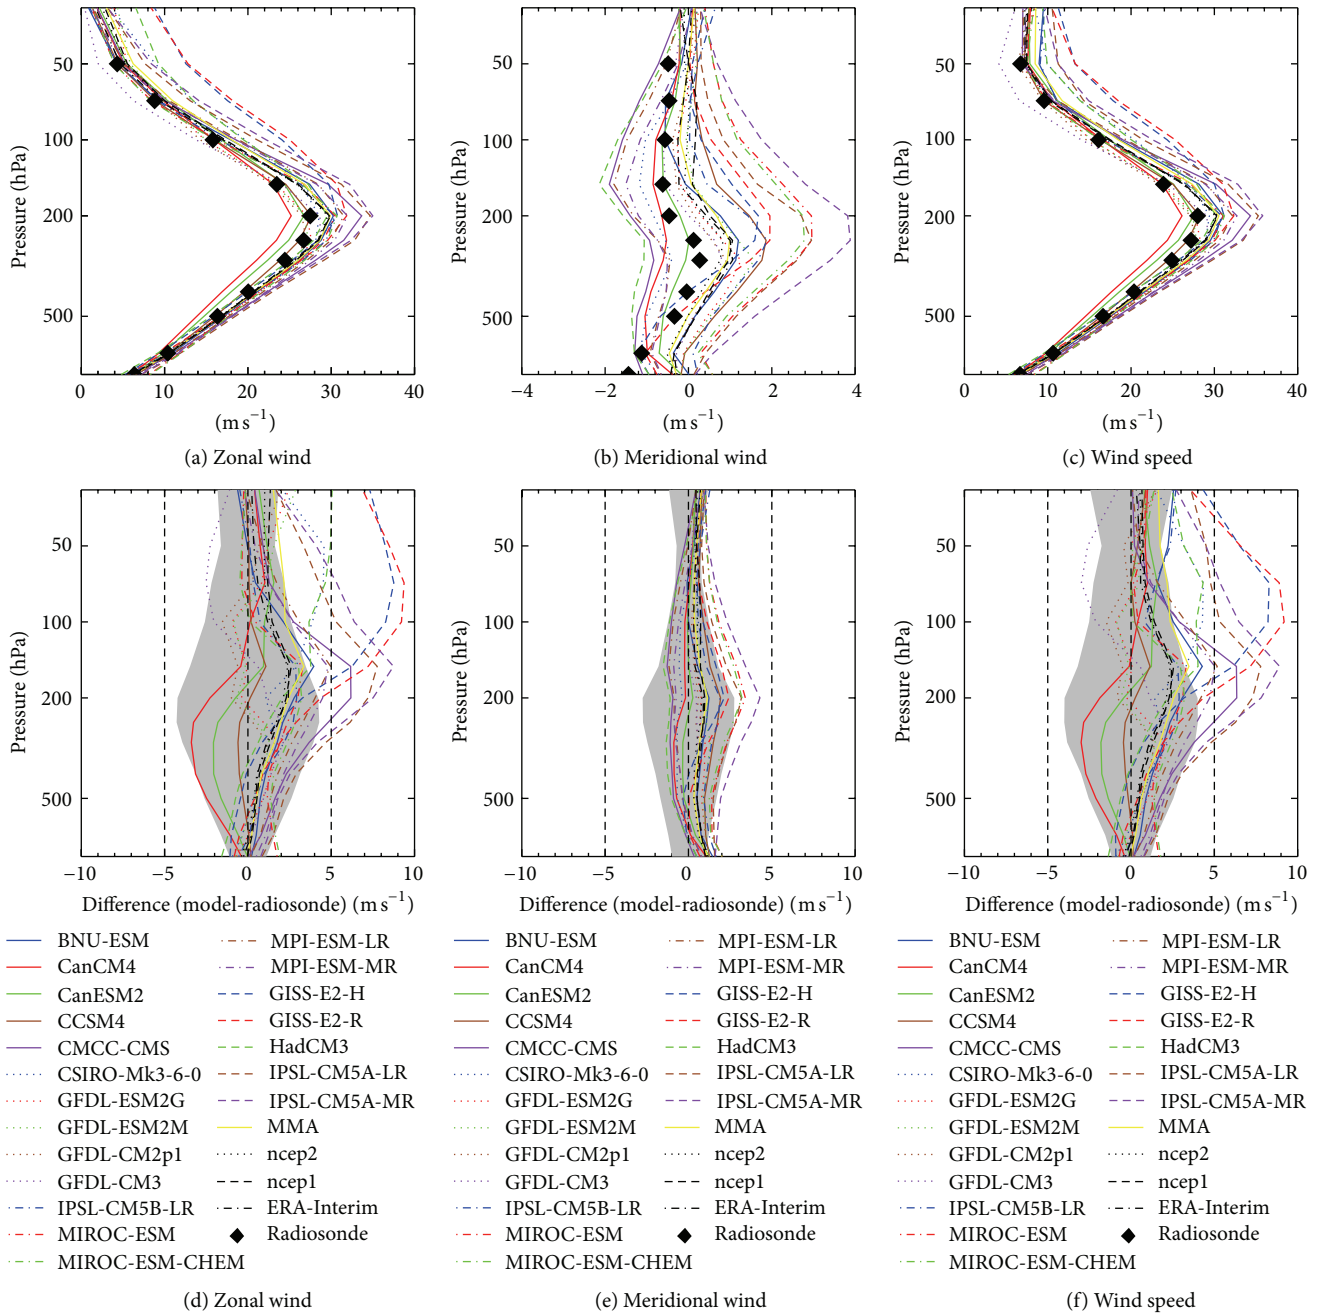 50
100
200
500
Pressure (hPa)
0 10 20 30 40
(m s⁻¹)
(a) Zonal wind
50
100
200
500
Pressure (hPa)
−4 −2 0 2 4
(m s⁻¹)
(b) Meridional wind
50
100
200
500
Pressure (hPa)
0 10 20 30 40
(m s⁻¹)
(c) Wind speed
50
100
200
500
Pressure (hPa)
−10 −5 0 5 10
Difference (model-radiosonde) (m s⁻¹)
BNU-ESM
CanCM4
CanESM2
CCSM4
CMCC-CMS
CSIRO-Mk3-6-0
GFDL-ESM2G
GFDL-ESM2M
GFDL-CM2p1
GFDL-CM3
IPSL-CM5B-LR
MIROC-ESM
MIROC-ESM-CHEM
MPI-ESM-LR
MPI-ESM-MR
GISS-E2-H
GISS-E2-R
HadCM3
IPSL-CM5A-LR
IPSL-CM5A-MR
MMA
ncep2
ncep1
ERA-Interim
Radiosonde
(d) Zonal wind
50
100
200
500
Pressure (hPa)
−10 −5 0 5 10
Difference (model-radiosonde) (m s⁻¹)
BNU-ESM
CanCM4
CanESM2
CCSM4
CMCC-CMS
CSIRO-Mk3-6-0
GFDL-ESM2G
GFDL-ESM2M
GFDL-CM2p1
GFDL-CM3
IPSL-CM5B-LR
MIROC-ESM
MIROC-ESM-CHEM
MPI-ESM-LR
MPI-ESM-MR
GISS-E2-H
GISS-E2-R
HadCM3
IPSL-CM5A-LR
IPSL-CM5A-MR
MMA
ncep2
ncep1
ERA-Interim
Radiosonde
(e) Meridional wind
50
100
200
500
Pressure (hPa)
−10 −5 0 5 10
Difference (model-radiosonde) (m s⁻¹)
BNU-ESM
CanCM4
CanESM2
CCSM4
CMCC-CMS
CSIRO-Mk3-6-0
GFDL-ESM2G
GFDL-ESM2M
GFDL-CM2p1
GFDL-CM3
IPSL-CM5B-LR
MIROC-ESM
MIROC-ESM-CHEM
MPI-ESM-LR
MPI-ESM-MR
GISS-E2-H
GISS-E2-R
HadCM3
IPSL-CM5A-LR
IPSL-CM5A-MR
MMA
ncep2
ncep1
ERA-Interim
Radiosonde
(f) Wind speed